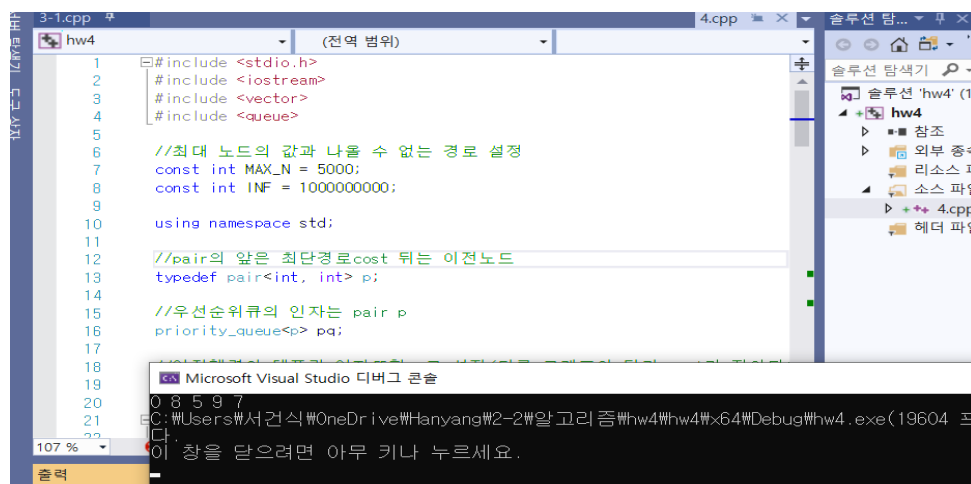 3-1.cpp
4.cpp
솔루션 탐...
hw4
(전역 범위)
솔루션 탐색기
1 #include <stdio.h>
2 #include <iostream>
3 #include <vector>
4 #include <queue>
5
6 //최대 노드의 값과 나올 수 없는 경로 설정
7 const int MAX_N = 5000;
8 const int INF = 1000000000;
9
10 using namespace std;
11
12 //pair의 앞은 최단경로cost 뒤는 이전노드
13 typedef pair<int, int> p;
14
15 //우선순위큐의 인자는 pair p
16 priority_queue<p> pq;
17
18
19
20
21
22
107 %
출력
솔루션 'hw4' (1
hw4
참조
외부 종속
리소스 파
소스 파일
4.cpp
헤더 파일
Microsoft Visual Studio 디버그 콘솔
0 8 5 9 7
C:₩Users₩서건식₩OneDrive₩Hanyang₩2-2₩알고리즘₩hw4₩hw4₩x64₩Debug₩hw4.exe(19604 프
다.
이 창을 닫으려면 아무 키나 누르세요.